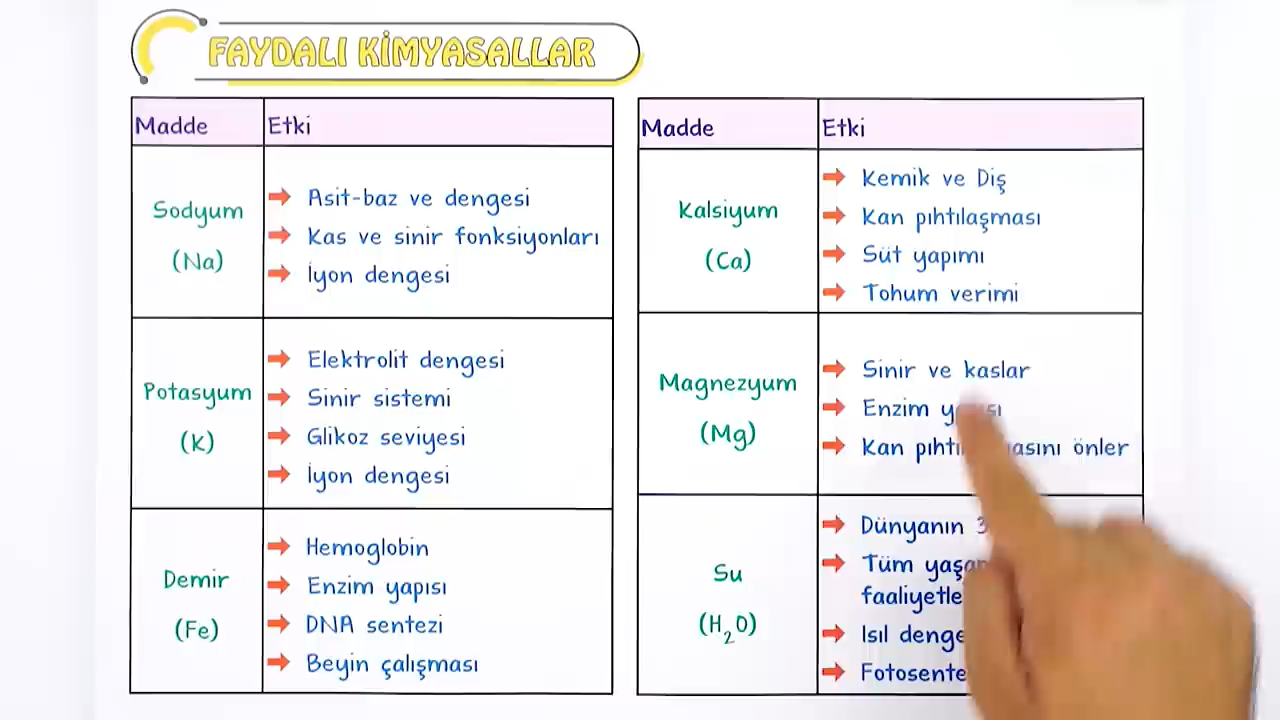 FAYDALI KİMYASALLAR
Madde Etki
Sodyum
(Na)
Asit-baz ve dengesi
Kas ve sinir fonksiyonları
İyon dengesi
Potasyum
(K)
Elektrolit dengesi
Sinir sistemi
Glikoz seviyesi
İyon dengesi
Demir
(Fe)
Hemoglobin
Enzim yapısı
DNA sentezi
Beyin çalışması
Madde Etki
Kalsiyum
(Ca)
Kemik ve Diş
Kan pıhtılaşması
Süt yapımı
Tohum verimi
Magnezyum
(Mg)
Sinir ve kaslar
Enzim yapısı
Kan pıhtılaşmasını önler
Su
(H₂O)
Dünyanın
Tüm
Isıl